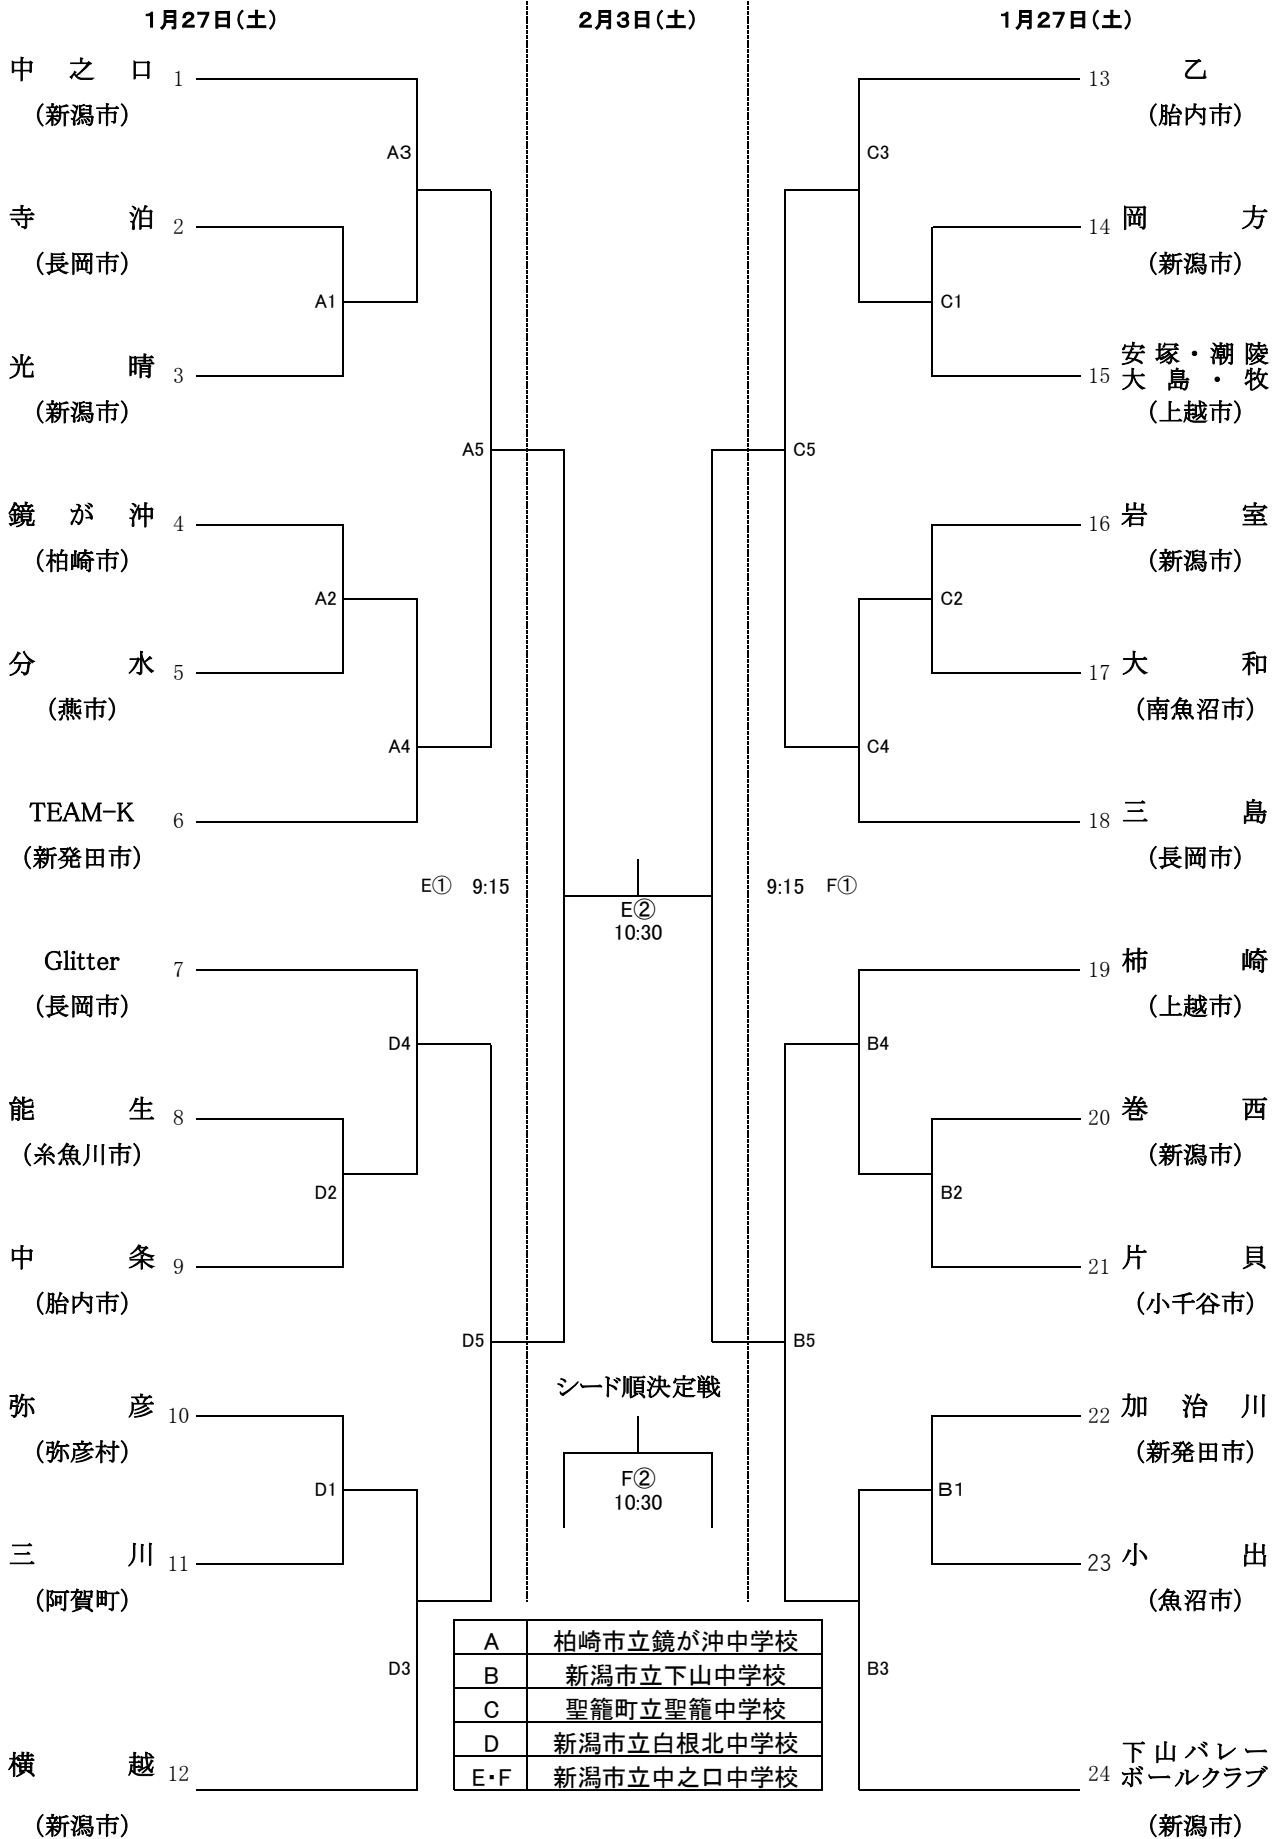 1月27日(土)
2月3日(土)
1月27日(土)
中之口 1
(新潟市)
A3
寺泊 2
(長岡市)
A1
光晴 3
(新潟市)
A5
鏡が沖 4
(柏崎市)
A2
分水 5
(燕市)
A4
TEAM-K 6
(新発田市)
E① 9:15
Glitter 7
(長岡市)
D4
能生 8
(糸魚川市)
D2
中条 9
(胎内市)
D5
弥彦 10
(弥彦村)
D1
三川 11
(阿賀町)
D3
横越 12
(新潟市)
E②
10:30
シード順決定戦
F②
10:30
13 乙
(胎内市)
C3
14 岡方
(新潟市)
C1
15 安塚・潮陵
大島・牧
(上越市)
C5
16 岩室
(新潟市)
C2
17 大和
(南魚沼市)
C4
18 三島
(長岡市)
9:15 F①
19 柿崎
(上越市)
B4
20 巻西
(新潟市)
B2
21 片貝
(小千谷市)
B5
22 加治川
(新発田市)
B1
23 小出
(魚沼市)
B3
24 下山バレー
ボールクラブ
(新潟市)
A 柏崎市立鏡が沖中学校
B 新潟市立下山中学校
C 聖籠町立聖籠中学校
D 新潟市立白根北中学校
E・F 新潟市立中之口中学校